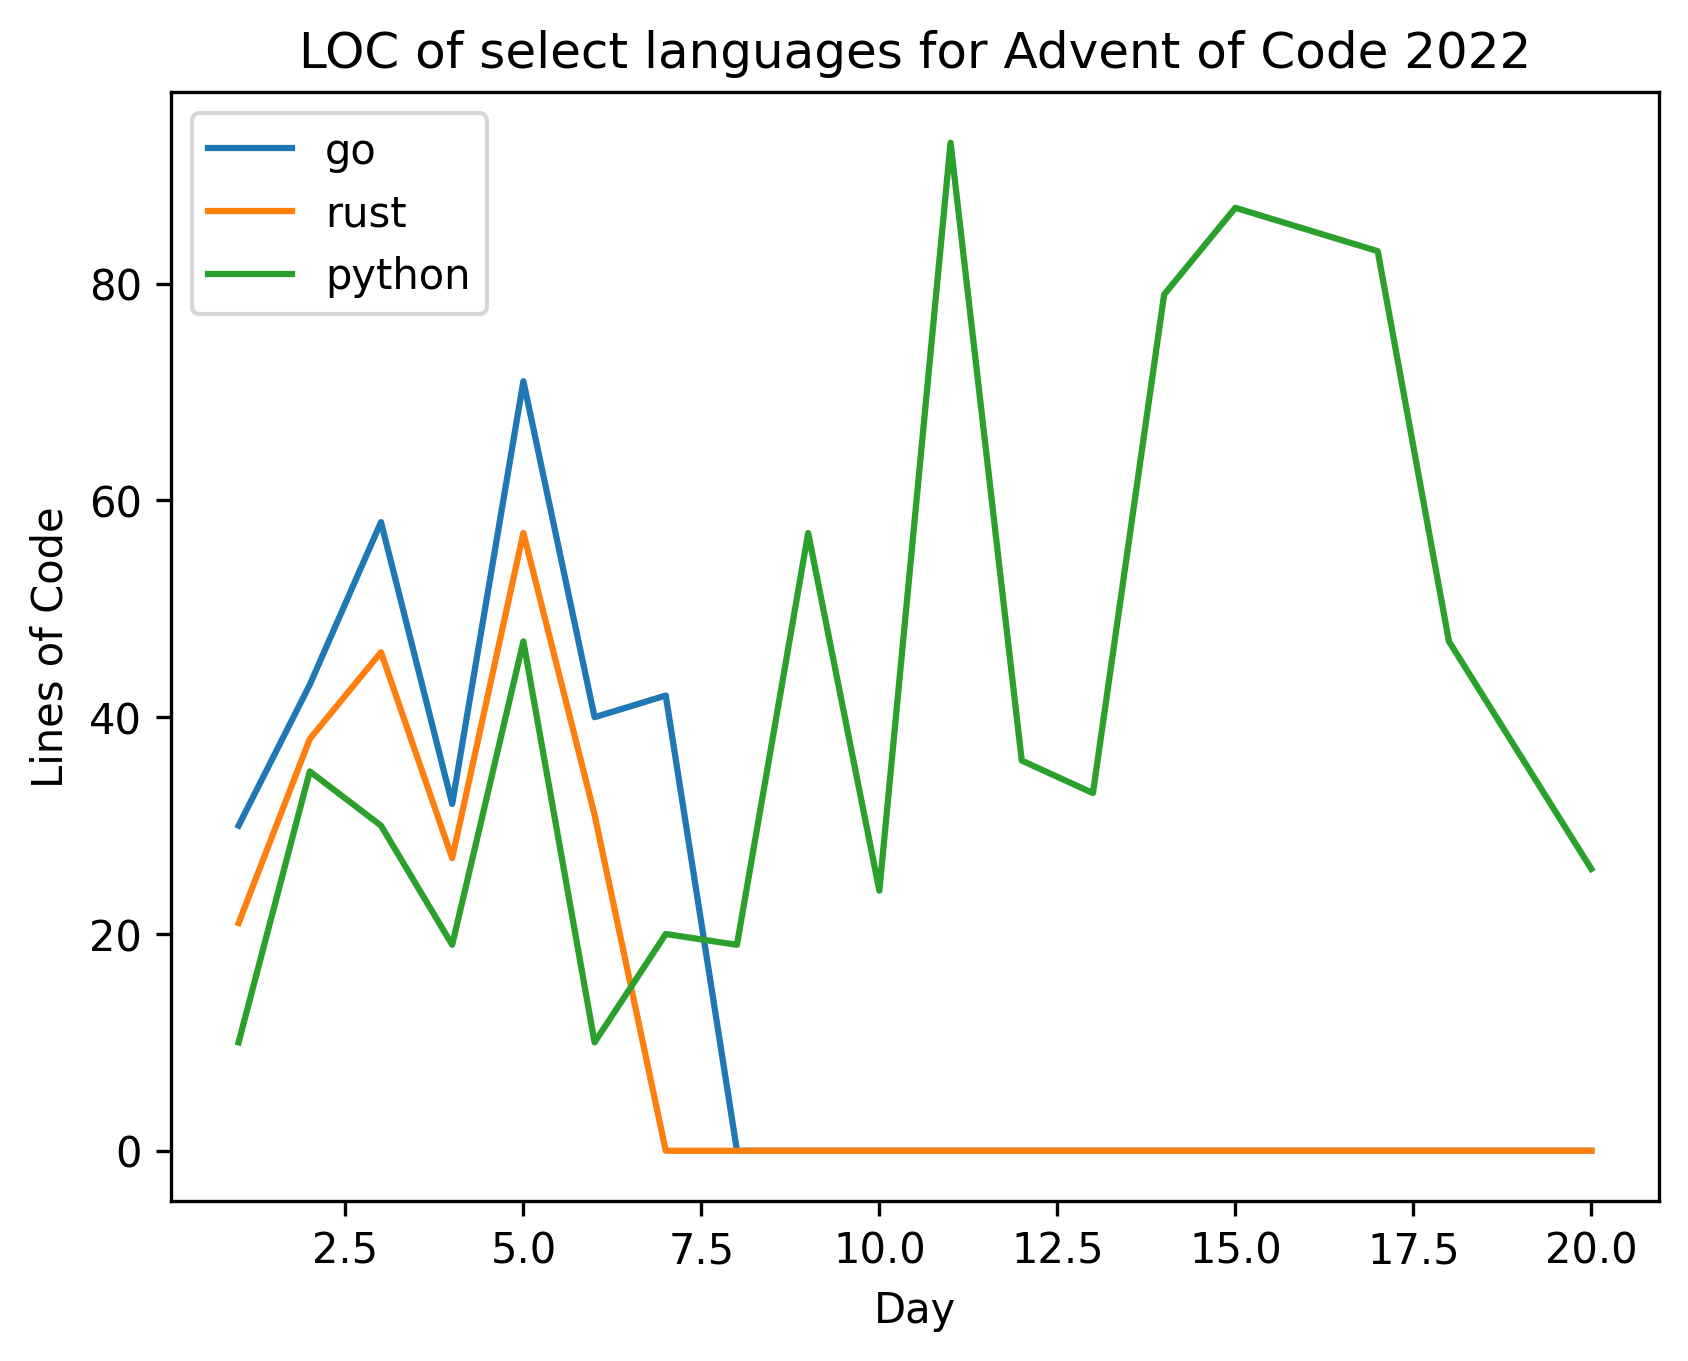 LOC of select languages for Advent of Code 2022
go
rust
python
80
60
40
20
0
Lines of Code
2.5 5.0 7.5 10.0 12.5 15.0 17.5 20.0
Day